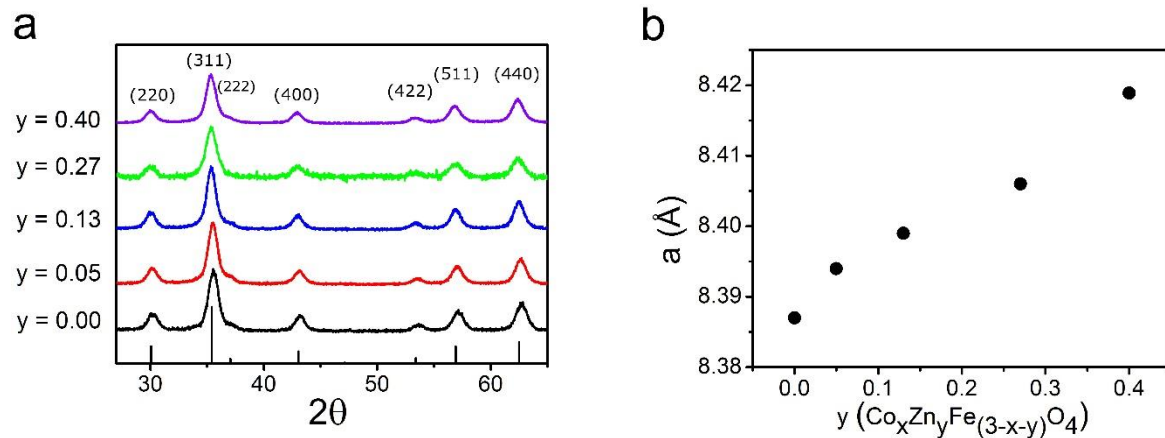 a
(311)
(220)
(222)
(400)
(422)
(511)
(440)
y = 0.40
y = 0.27
y = 0.13
y = 0.05
y = 0.00
30 40 50 60
2θ
b
8.42
8.41
8.40
8.39
8.38
a (Å)
0.0 0.1 0.2 0.3 0.4
y (CoₓZnᵧFe₍₃₋ₓ₋ᵧ₎O₄)